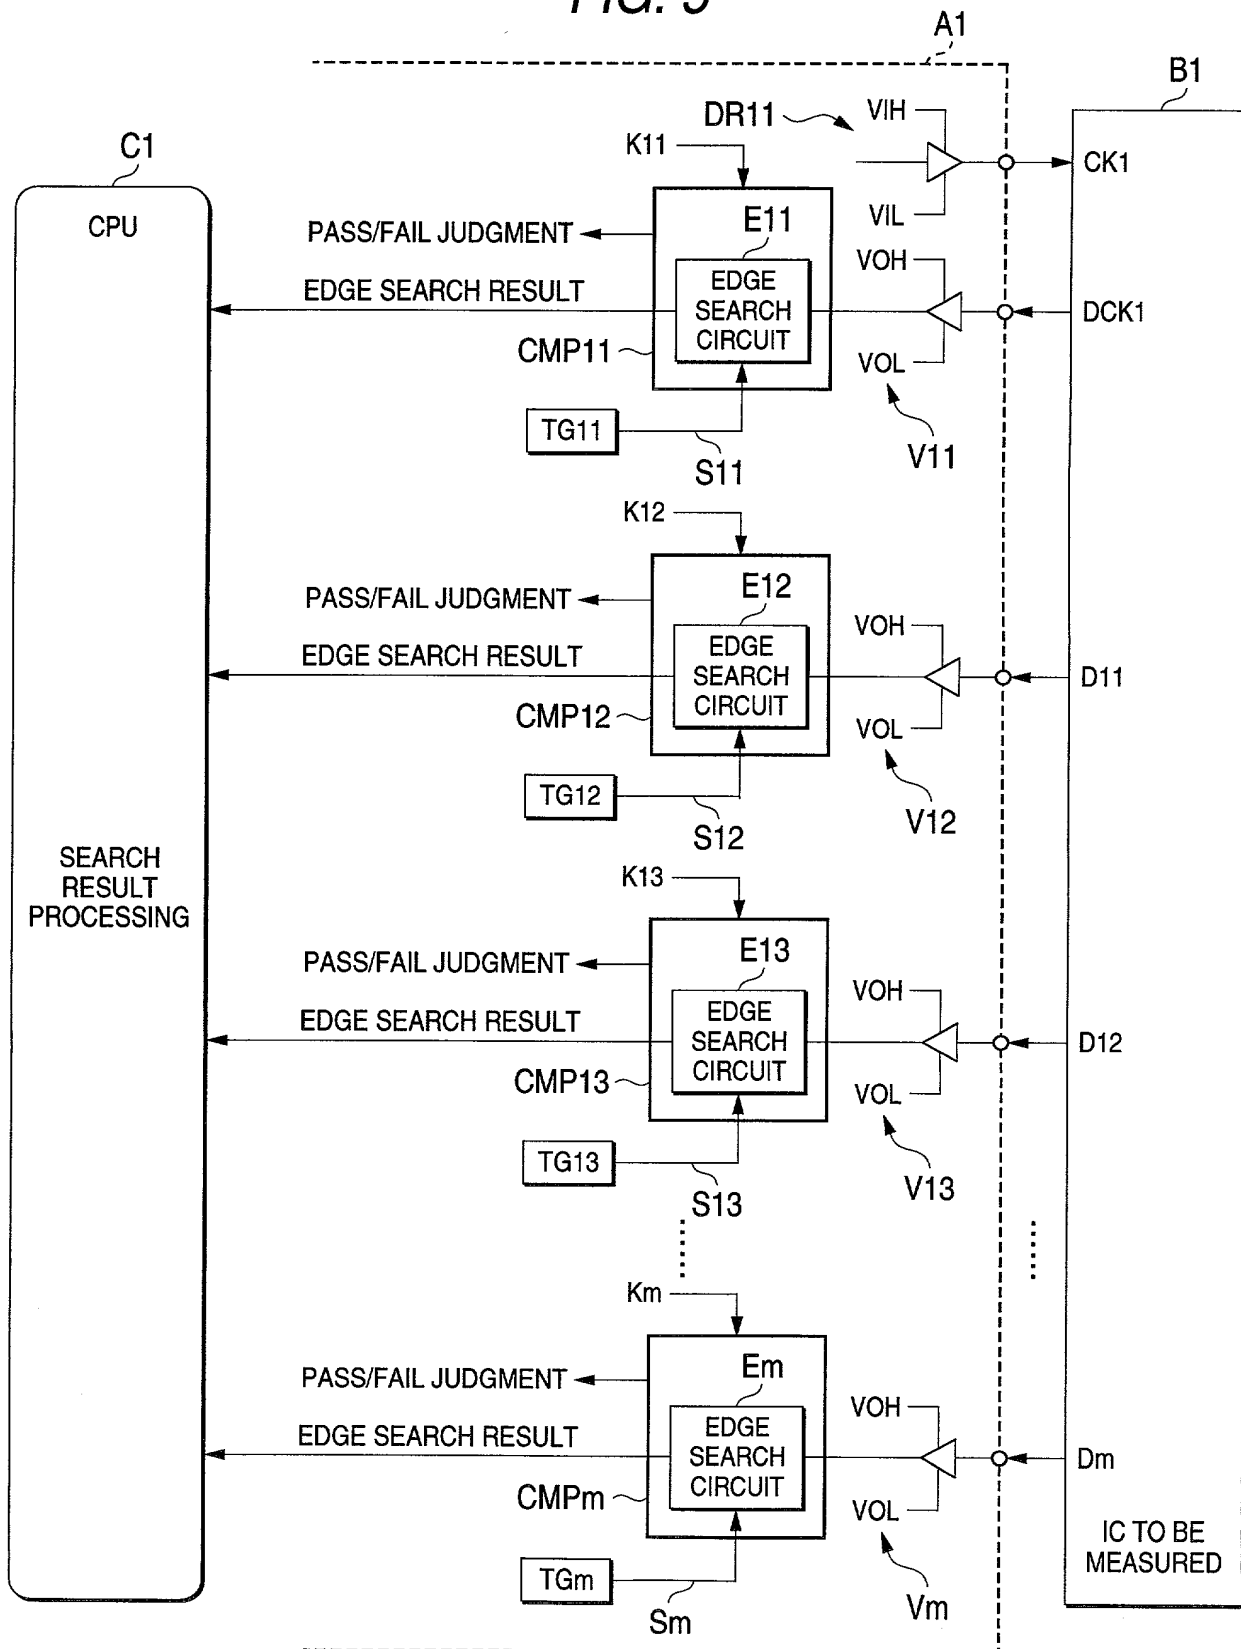 FIG. 9
A1
B1
C1
DR11
VIH
K11
CK1
CPU
VIL
PASS/FAIL JUDGMENT
E11
VOH
EDGE SEARCH RESULT
EDGE
SEARCH
CIRCUIT
DCK1
CMP11
VOL
TG11
V11
S11
K12
PASS/FAIL JUDGMENT
E12
VOH
EDGE SEARCH RESULT
EDGE
SEARCH
CIRCUIT
D11
CMP12
VOL
TG12
V12
S12
SEARCH
RESULT
PROCESSING
K13
PASS/FAIL JUDGMENT
E13
VOH
EDGE SEARCH RESULT
EDGE
SEARCH
CIRCUIT
D12
CMP13
VOL
TG13
V13
S13
Km
PASS/FAIL JUDGMENT
Em
VOH
EDGE SEARCH RESULT
EDGE
SEARCH
CIRCUIT
Dm
CMPm
VOL
IC TO BE
MEASURED
TGm
Vm
Sm